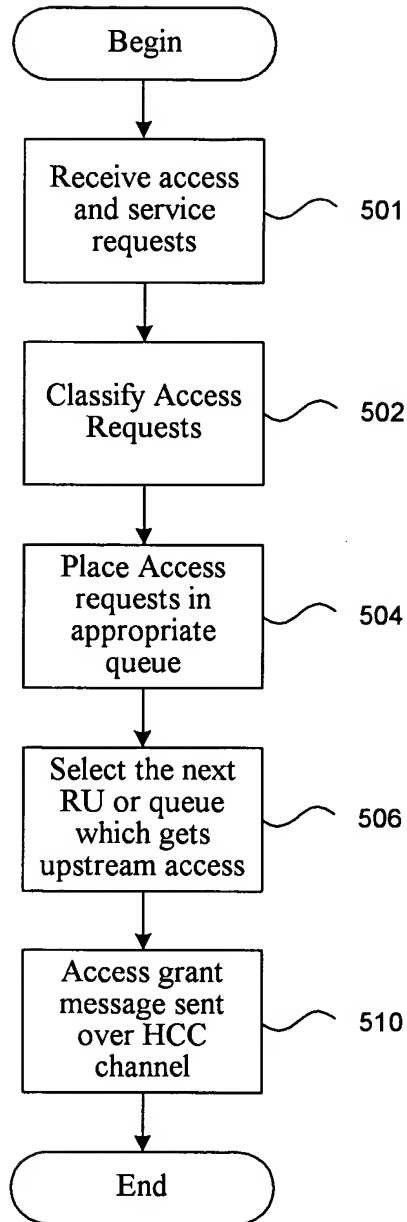 Begin
Receive access
and service
requests
501
Classify Access
Requests
502
Place Access
requests in
appropriate
queue
504
Select the next
RU or queue
which gets
upstream access
506
Access grant
message sent
over HCC
channel
510
End